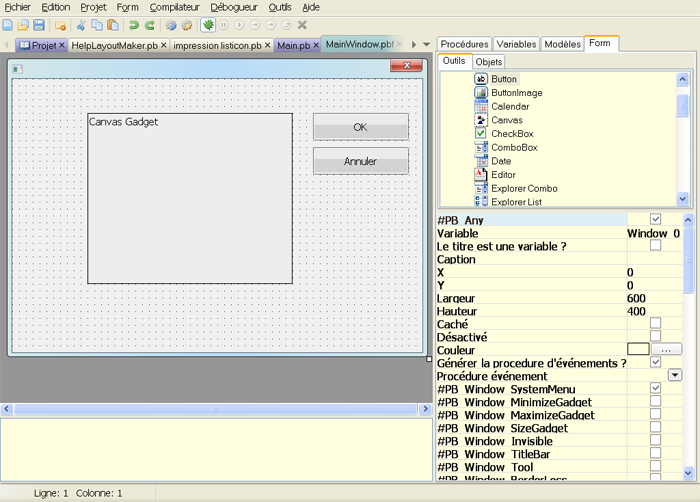 Fichier Edition Projet Form Compilateur Débogueur Outils Aide
Projet HelpLayoutMaker.pb impression listicon.pb Main.pb MainWindow.pbf
Procédures Variables Modèles Form
Outils Objets
Canvas Gadget
OK
Annuler
Button
ButtonImage
Calendar
Canvas
CheckBox
ComboBox
Date
Editor
Explorer Combo
Explorer List
#PB_Any
Variable Window_0
Le titre est une variable ?
Caption
X 0
Y 0
Largeur 600
Hauteur 400
Caché
Désactivé
Couleur ...
Générer la procedure d'événements ?
Procédure événement
#PB_Window_SystemMenu
#PB_Window_MinimizeGadget
#PB_Window_MaximizeGadget
#PB_Window_SizeGadget
#PB_Window_Invisible
#PB_Window_TitleBar
#PB_Window_Tool
#PB_Window_BorderLess
Ligne: 1 Colonne: 1